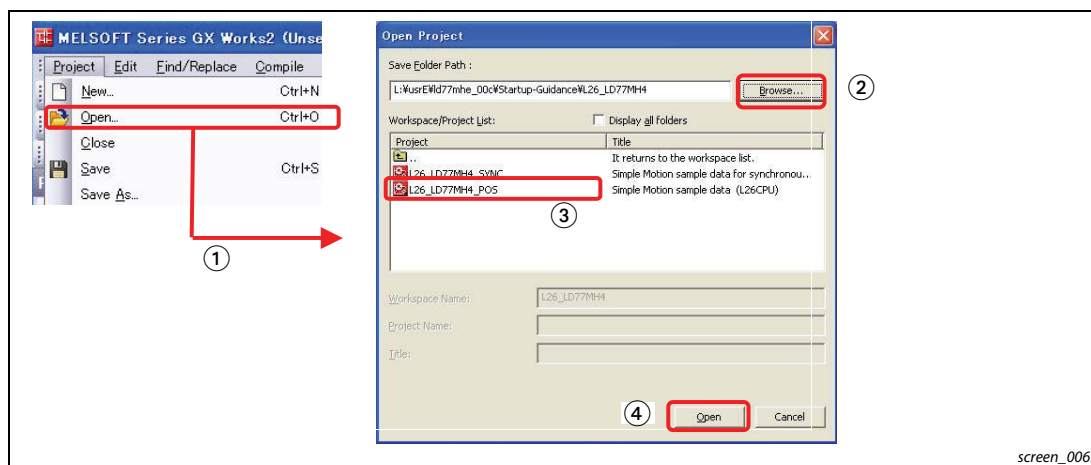 MELSOFT Series GX Works2 (Unse
Project Edit Find/Replace Compile
New... Ctrl+N
Open... Ctrl+O
Close
Save Ctrl+S
Save As...
①
Open Project
Save Folder Path :
L:¥usrE¥ld77mhe_00c¥Startup-Guidance¥L26_LD77MH4
Browse...
②
Workspace/Project List:
Display all folders
Project Title
.. It returns to the workspace list.
L26_LD77MH4_SYNC Simple Motion sample data for synchronou...
L26_LD77MH4_POS Simple Motion sample data (L26CPU)
③
Workspace Name: L26_LD77MH4
Project Name:
Title:
④
Open Cancel
screen_006